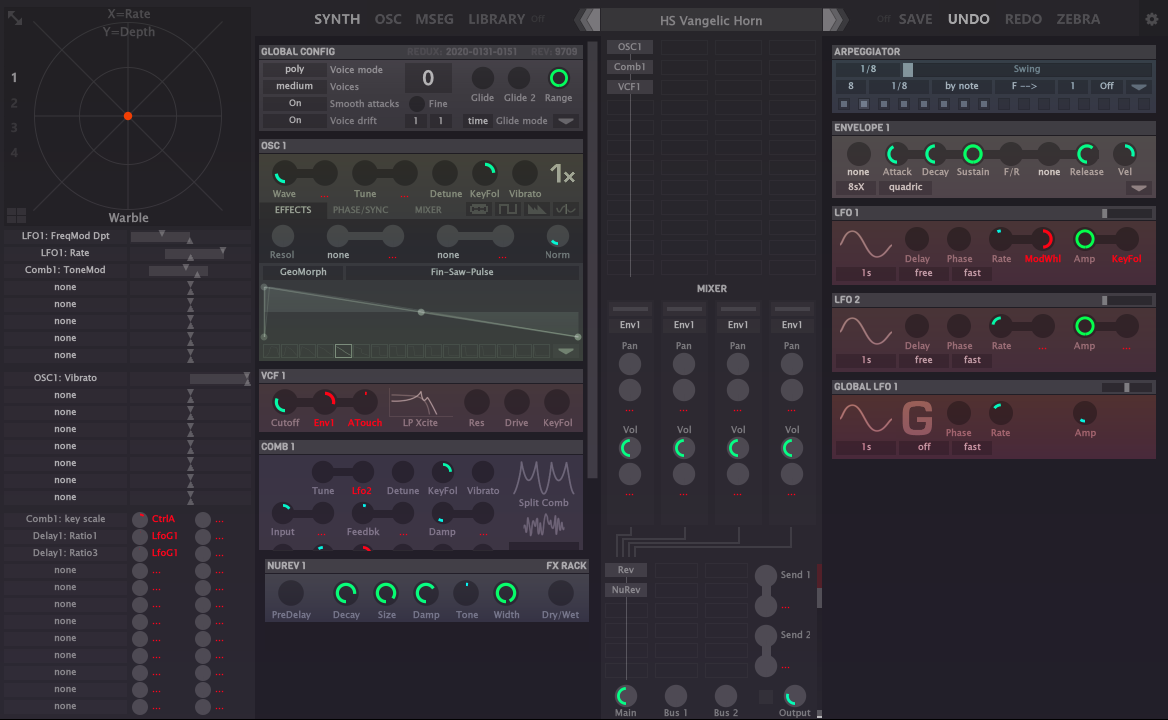 X=Rate
Y=Depth
1
2
3
4
Warble
LFO1: FreqMod Dpt
LFO1: Rate
Comb1: ToneMod
none
none
none
none
none
OSC1: Vibrato
none
none
none
none
none
none
none
Comb1: key scale CtrlA ...
Delay1: Ratio1 LfoG1 ...
Delay1: Ratio3 LfoG1 ...
none ... ...
none ... ...
none ... ...
none ... ...
none ... ...
none ... ...
none ... ...
none ... ...
none ... ...
SYNTH OSC MSEG LIBRARY Off
HS Vangelic Horn
Off SAVE UNDO REDO ZEBRA
GLOBAL CONFIG REDUX: 2020-0131-0151 REV: 9709
poly Voice mode 0
medium Voices
On Smooth attacks Fine Glide Glide 2 Range
On Voice drift 1 1 time Glide mode
OSC 1
1x
Wave ... Tune ... Detune KeyFol Vibrato
EFFECTS PHASE/SYNC MIXER
Resol none ... none ... Norm
GeoMorph Fin-Saw-Pulse
VCF 1
Cutoff Env1 ATouch LP Xcite Res Drive KeyFol
COMB 1
Tune Lfo2 Detune KeyFol Vibrato
Split Comb
Input ... Feedbk ... Damp ...
NUREV 1 FX RACK
PreDelay Decay Size Damp Tone Width Dry/Wet
OSC1
Comb1
VCF1
MIXER
Env1 Env1 Env1 Env1
Pan Pan Pan Pan
... ... ... ...
Vol Vol Vol Vol
... ... ... ...
Rev
NuRev
Send 1
...
Send 2
...
Main Bus 1 Bus 2 Output
ARPEGGIATOR
1/8 Swing
8 1/8 by note F --> 1 Off
ENVELOPE 1
none Attack Decay Sustain F/R none Release Vel
8sX quadric
LFO 1
Delay Phase Rate ModWhl Amp KeyFol
1s free fast
LFO 2
Delay Phase Rate ... Amp ...
1s free fast
GLOBAL LFO 1
G
Phase Rate Amp
1s off fast